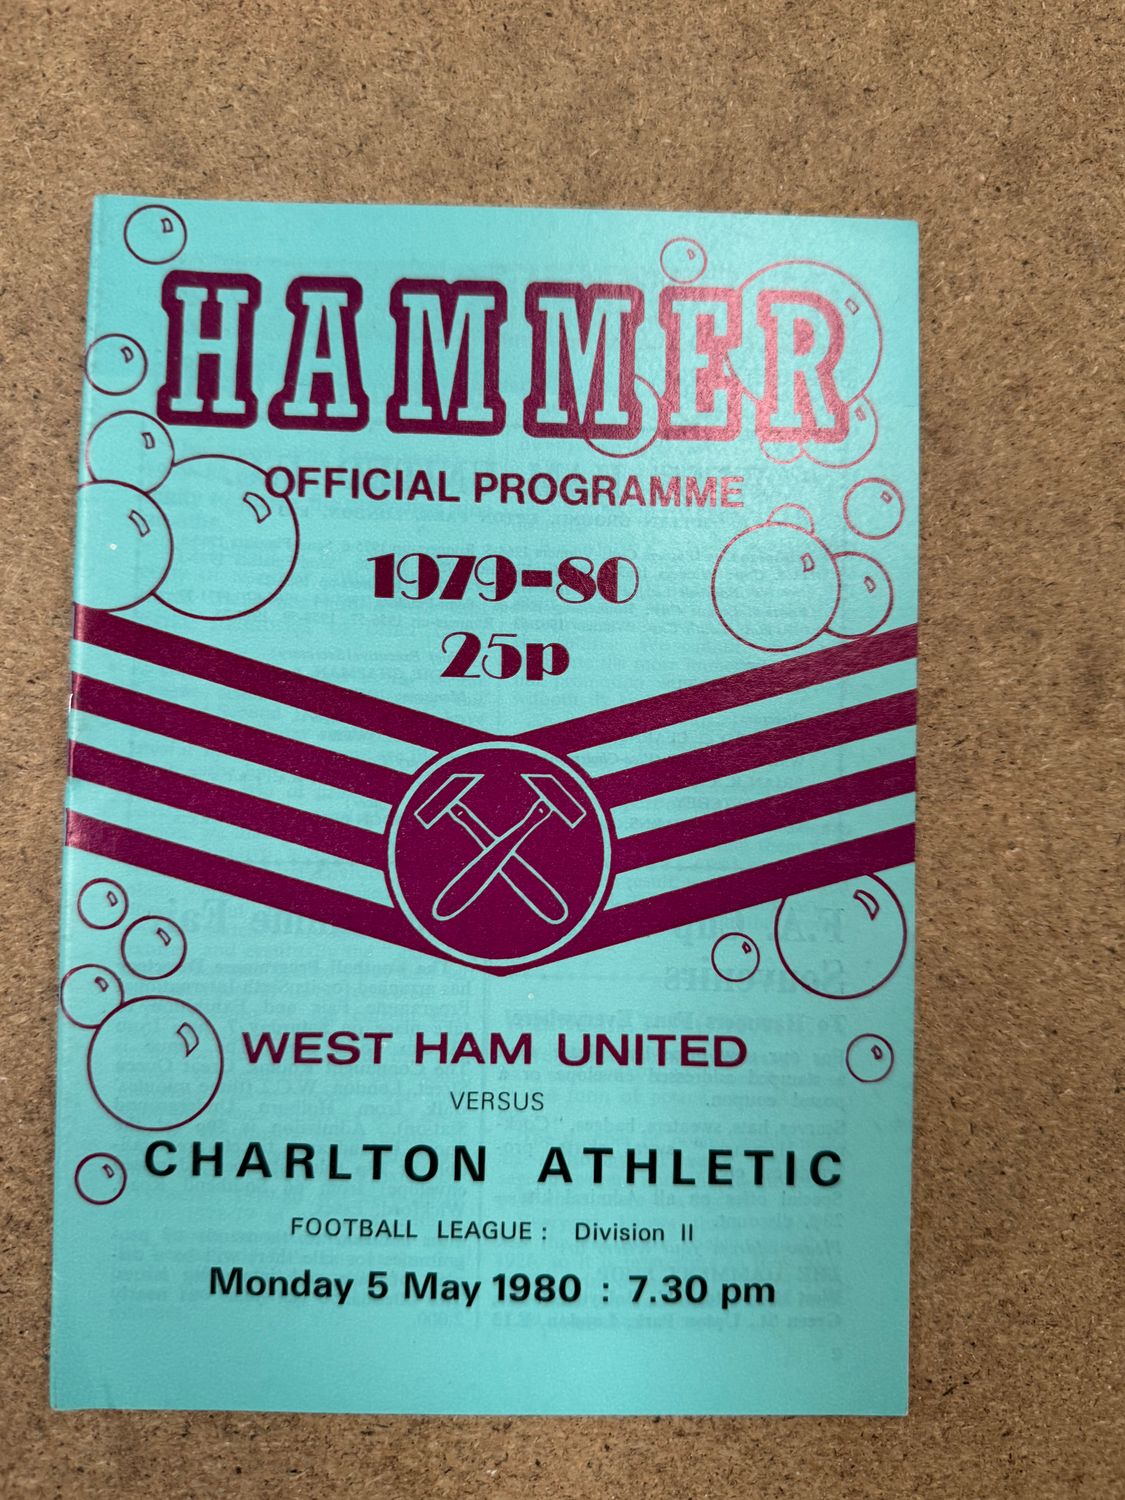 HAMMER
OFFICIAL PROGRAMME
1979-80
25p
WEST HAM UNITED
VERSUS
CHARLTON ATHLETIC
FOOTBALL LEAGUE : Division II
Monday 5 May 1980 : 7.30 pm